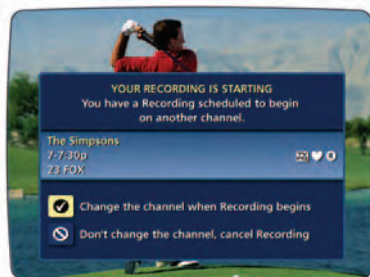 YOUR RECORDING IS STARTING
You have a Recording scheduled to begin
on another channel.
The Simpsons
7-7:30p
23 FOX
Change the channel when Recording begins
Don't change the channel, cancel Recording